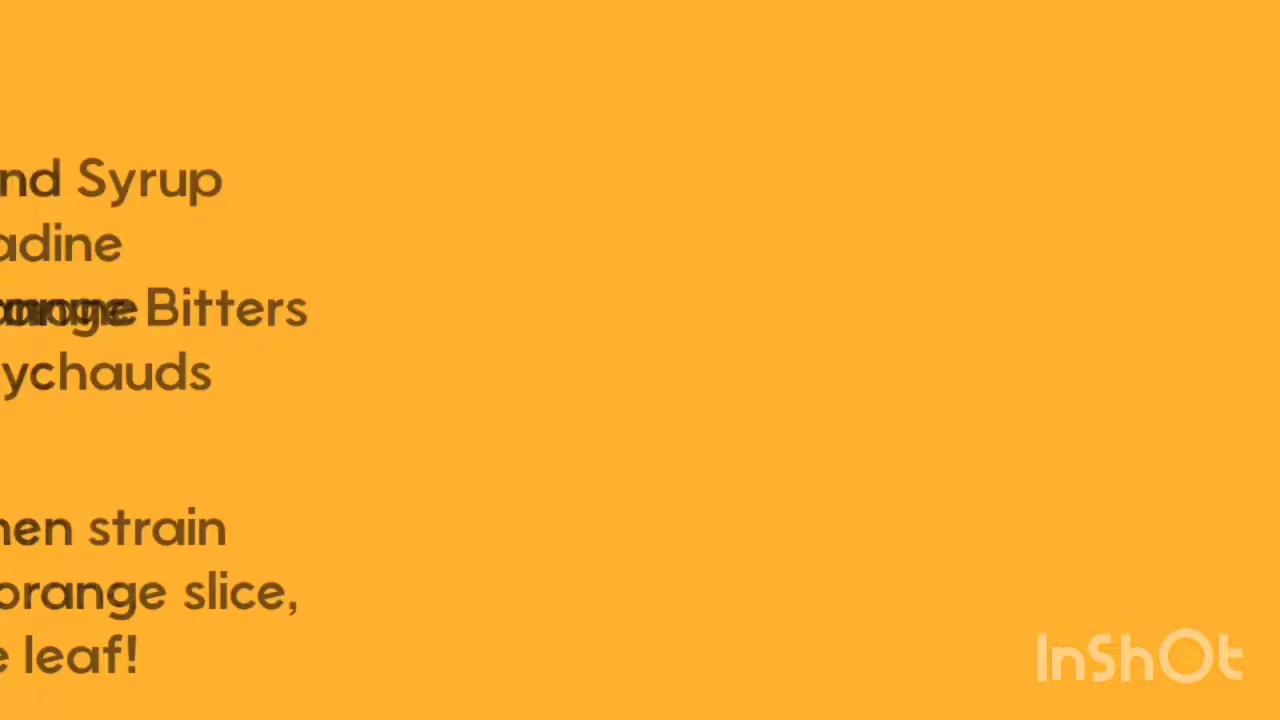 nd Syrup
adine
Bitters
ychauds
hen strain
orange slice,
e leaf!
InShOt